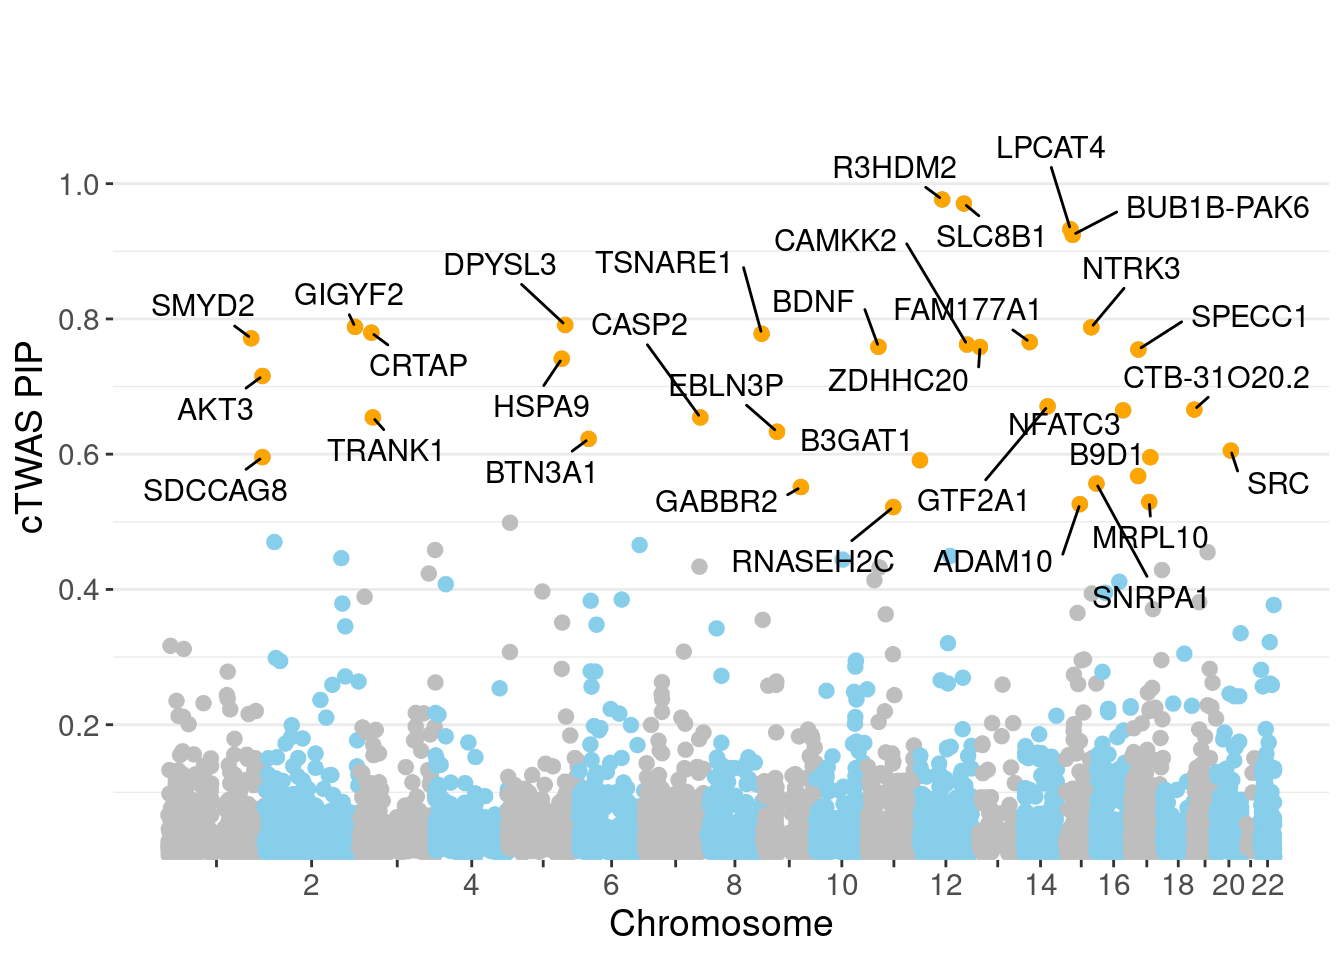 LPCAT4
R3HDM2
1.0
BUB1B-PAK6
SLC8B1
CAMKK2
DPYSL3
TSNARE1
NTRK3
SMYD2
GIGYF2
BDNF
FAM177A1
0.8
CASP2
SPECC1
CRTAP
ZDHHC20
EBLN3P
CTB-31O20.2
AKT3
HSPA9
NFATC3
TRANK1
B3GAT1
0.6
B9D1
SDCCAG8
BTN3A1
GABBR2
GTF2A1
SRC
MRPL10
RNASEH2C
ADAM10
0.4
SNRPA1
0.2
cTWAS PIP
2 4 6 8 10 12 14 16 18 20 22
Chromosome